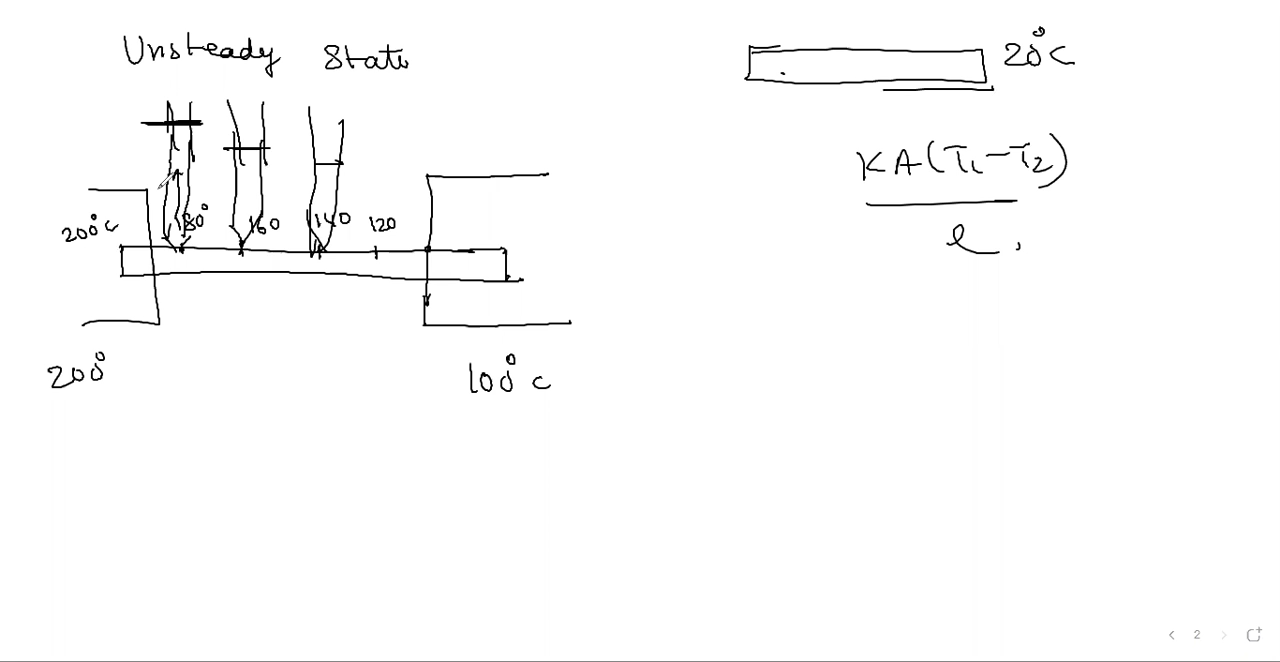 Unsteady State
20°C
KA(T₁-T₂)
l.
200°C 180° 160 140 120
200° 100°C
2